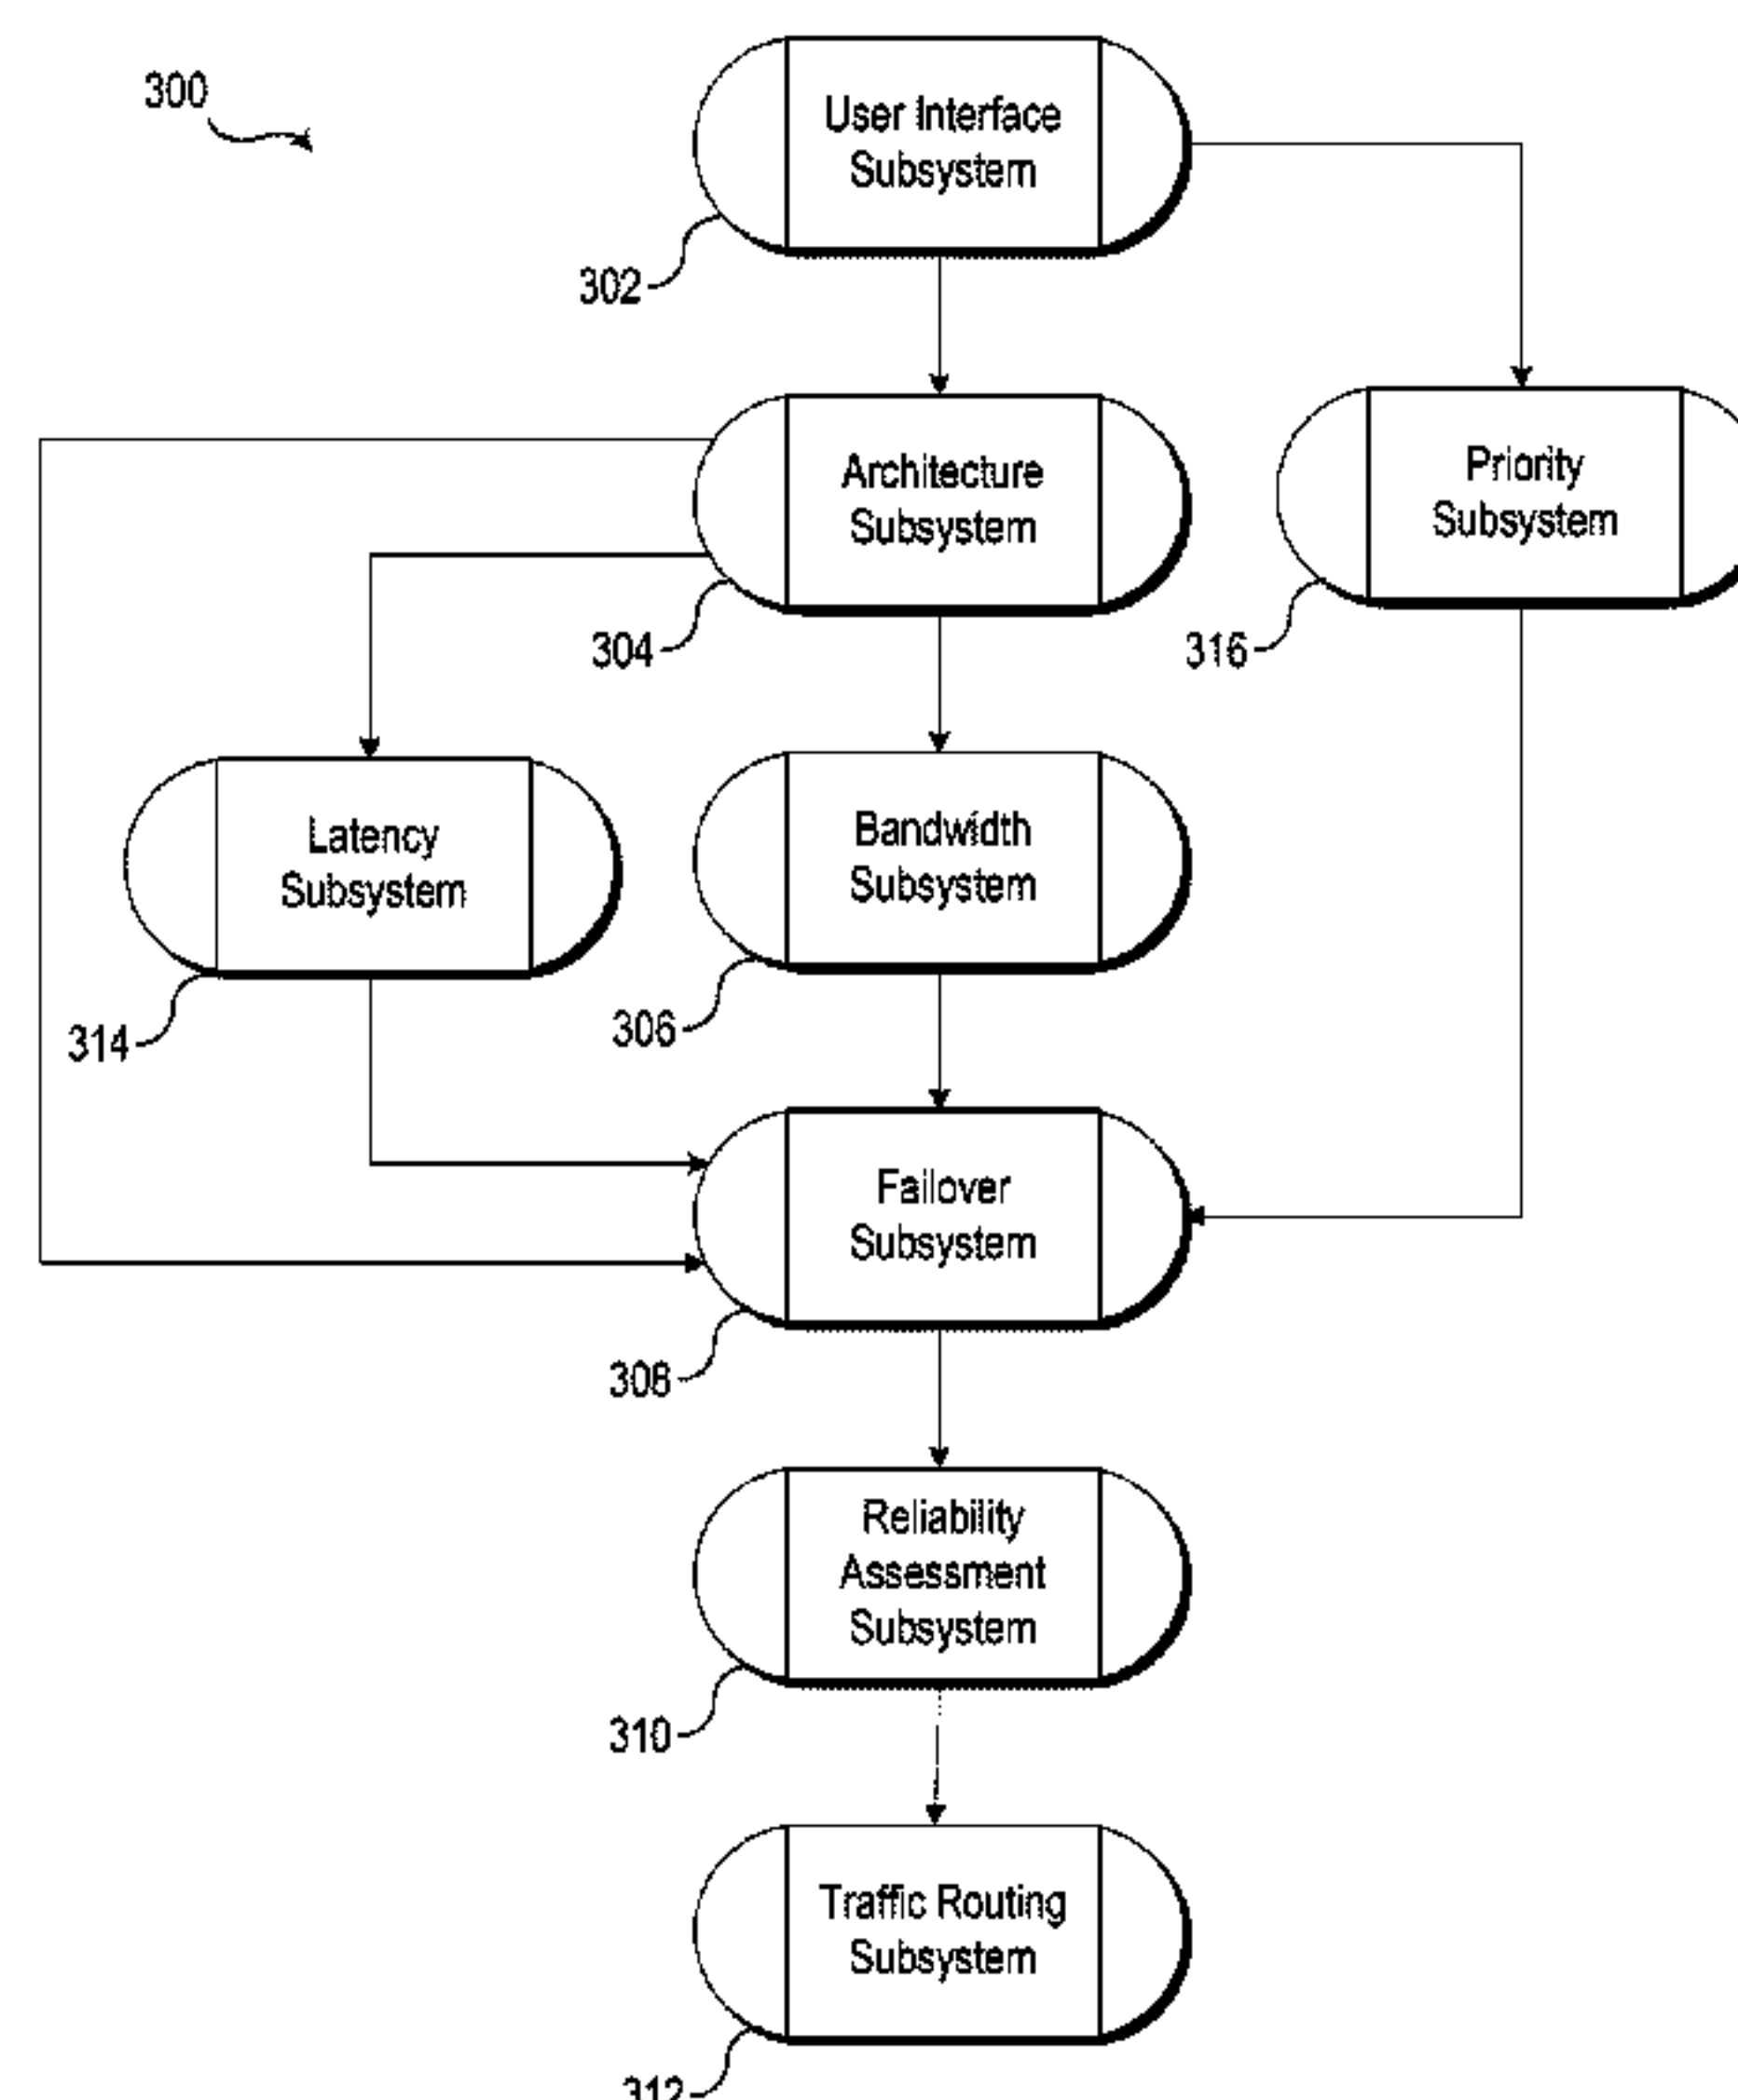 300
User Interface
Subsystem
302
Architecture
Subsystem
304
Priority
Subsystem
316
Latency
Subsystem
314
Bandwidth
Subsystem
306
Failover
Subsystem
308
Reliability
Assessment
Subsystem
310
Traffic Routing
Subsystem
312